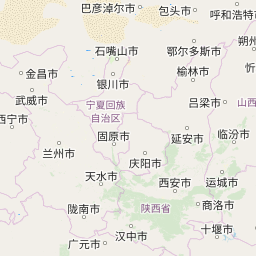 巴彦淖尔市
包头市
呼和浩特
石嘴山市
鄂尔多斯市
朔州
金昌市
银川市
榆林市
武威市
宁夏回族
自治区
吕梁市
山西
西宁市
固原市
延安市
临汾市
兰州市
庆阳市
天水市
西安市
运城市
陇南市
陕西省
商洛市
广元市
汉中市
十堰市